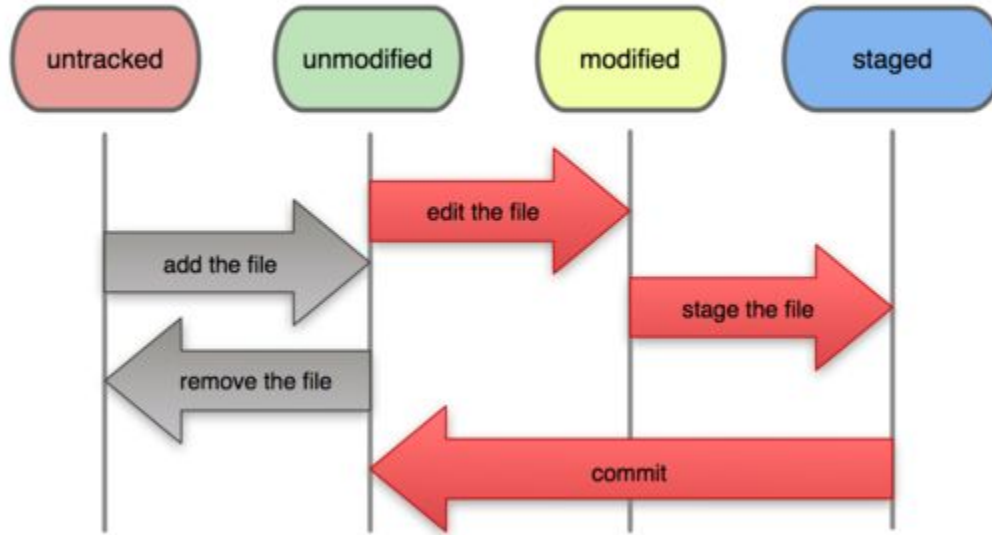 untracked
unmodified
modified
staged
edit the file
add the file
stage the file
remove the file
commit